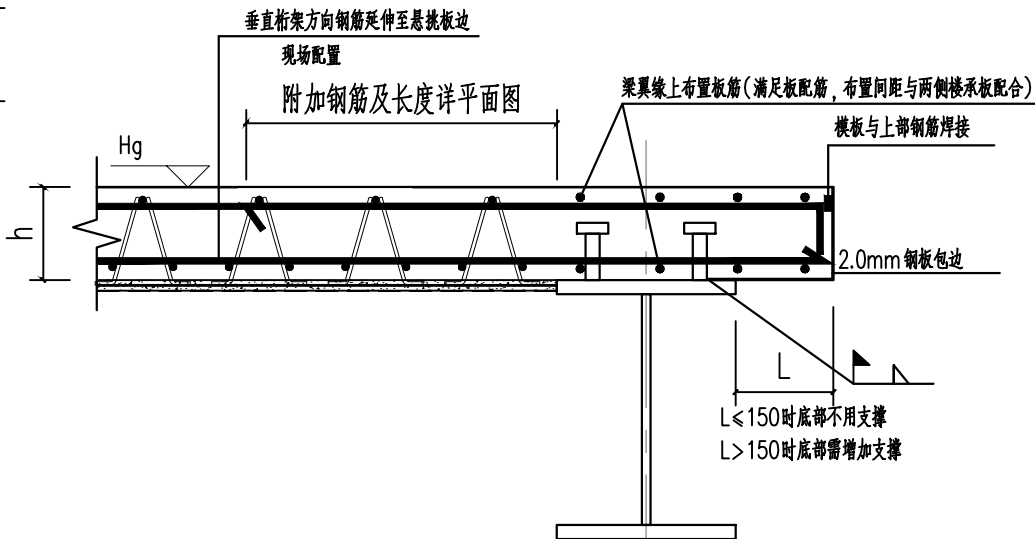 垂直桁架方向钢筋延伸至悬挑板边
现场配置
附加钢筋及长度详平面图
梁翼缘上布置板筋(满足板配筋,布置间距与两侧楼承板配合)
模板与上部钢筋焊接
Hg
h
2.0mm钢板包边
L
L≤150时底部不用支撑
L>150时底部需增加支撑